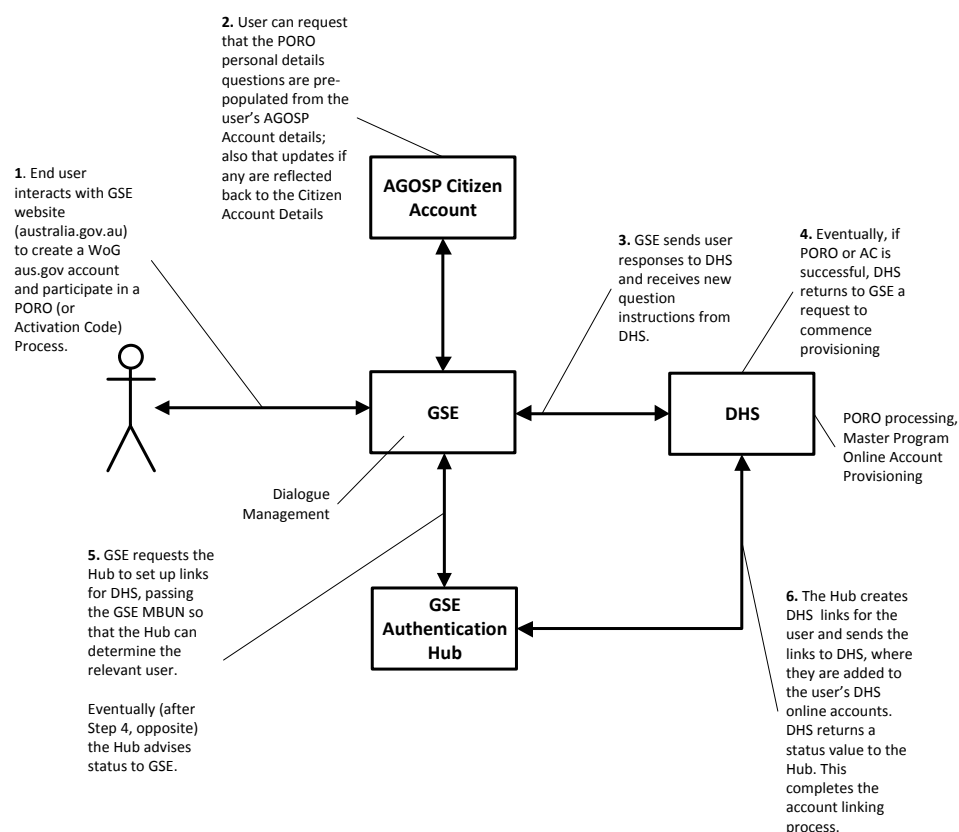 2. User can request
that the PORO
personal details
questions are pre-
populated from the
user's AGOSP
Account details;
also that updates if
any are reflected
back to the Citizen
Account Details
1. End user
interacts with GSE
website
(australia.gov.au)
to create a WoG
aus.gov account
and participate in a
PORO (or
Activation Code)
Process.
AGOSP Citizen
Account
3. GSE sends user
responses to DHS
and receives new
question
instructions from
DHS.
4. Eventually, if
PORO or AC is
successful, DHS
returns to GSE a
request to
commence
provisioning
GSE
DHS
PORO processing,
Master Program
Online Account
Provisioning
Dialogue
Management
5. GSE requests the
Hub to set up links
for DHS, passing
the GSE MBUN so
that the Hub can
determine the
relevant user.
Eventually (after
Step 4, opposite)
the Hub advises
status to GSE.
GSE
Authentication
Hub
6. The Hub creates
DHS links for the
user and sends the
links to DHS, where
they are added to
the user's DHS
online accounts.
DHS returns a
status value to the
Hub. This
completes the
account linking
process.